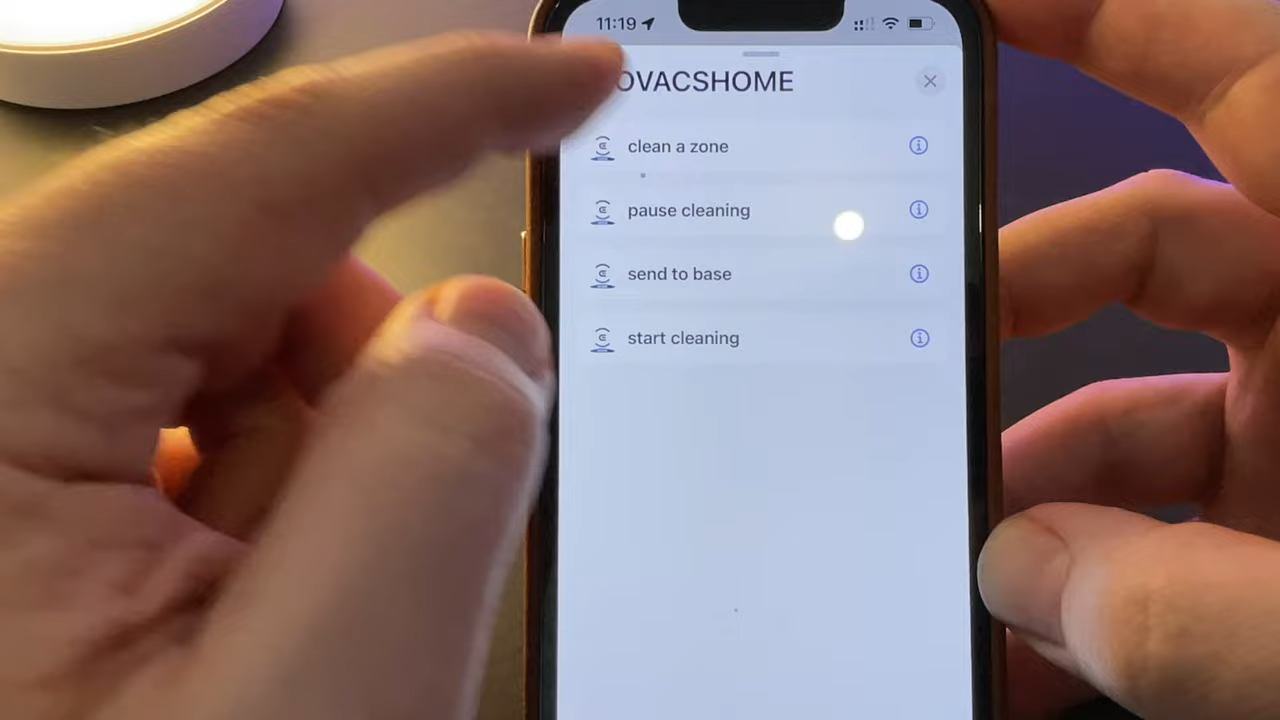 11:19
OVACSHOME
clean a zone
pause cleaning
send to base
start cleaning